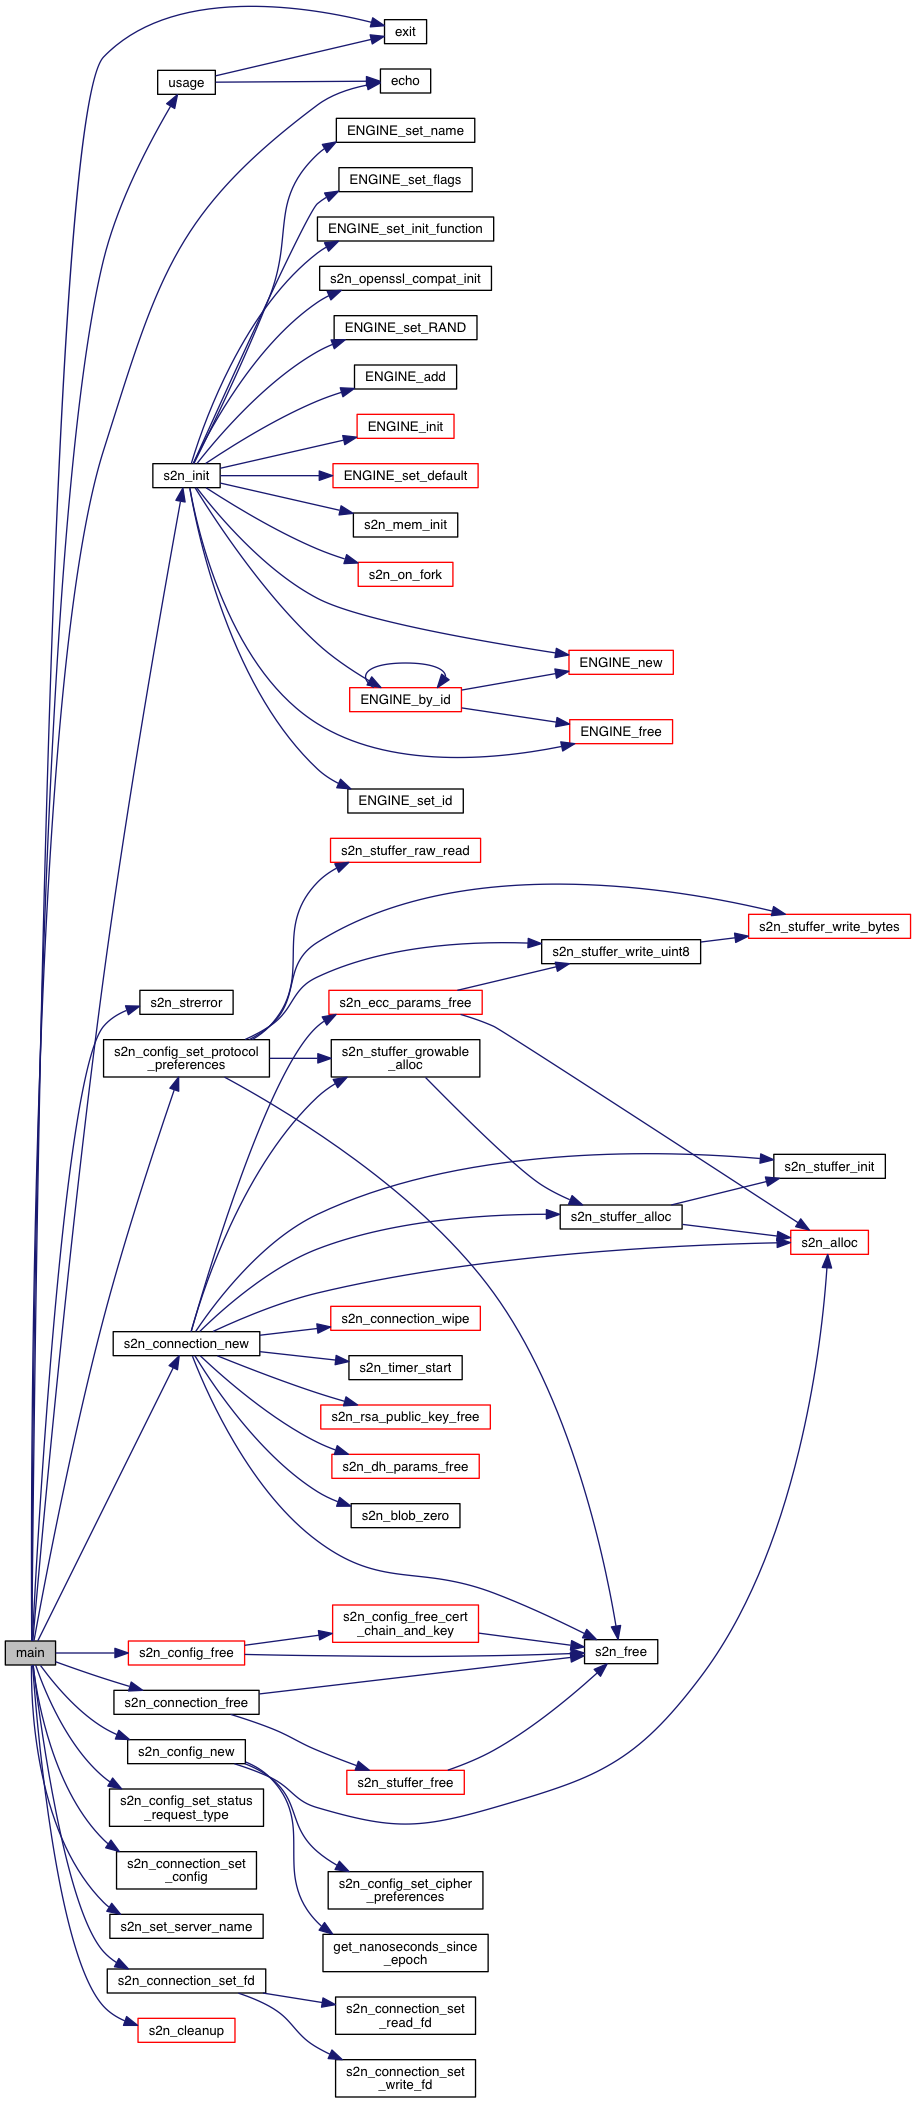 exit
usage
echo
ENGINE_set_name
ENGINE_set_flags
ENGINE_set_init_function
s2n_openssl_compat_init
ENGINE_set_RAND
ENGINE_add
ENGINE_init
s2n_init
ENGINE_set_default
s2n_mem_init
s2n_on_fork
ENGINE_new
ENGINE_by_id
ENGINE_free
ENGINE_set_id
s2n_stuffer_raw_read
s2n_stuffer_write_bytes
s2n_stuffer_write_uint8
s2n_strerror
s2n_ecc_params_free
s2n_config_set_protocol
_preferences
s2n_stuffer_growable
_alloc
s2n_stuffer_init
s2n_stuffer_alloc
s2n_alloc
s2n_connection_wipe
s2n_connection_new
s2n_timer_start
s2n_rsa_public_key_free
s2n_dh_params_free
s2n_blob_zero
s2n_config_free_cert
_chain_and_key
main
s2n_config_free
s2n_free
s2n_connection_free
s2n_config_new
s2n_stuffer_free
s2n_config_set_status
_request_type
s2n_connection_set
_config
s2n_config_set_cipher
_preferences
s2n_set_server_name
get_nanoseconds_since
_epoch
s2n_connection_set_fd
s2n_connection_set
_read_fd
s2n_cleanup
s2n_connection_set
_write_fd